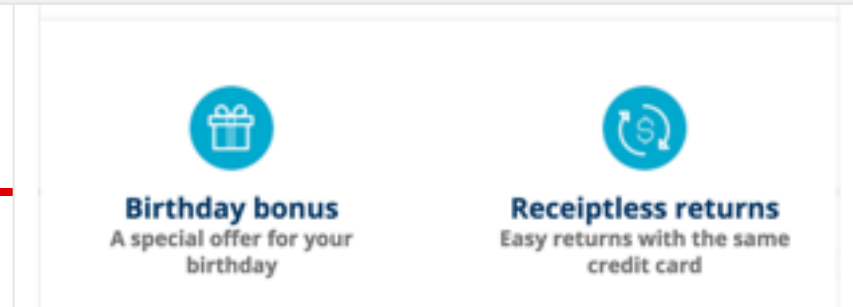 Birthday bonus
A special offer for your
birthday
Receiptless returns
Easy returns with the same
credit card